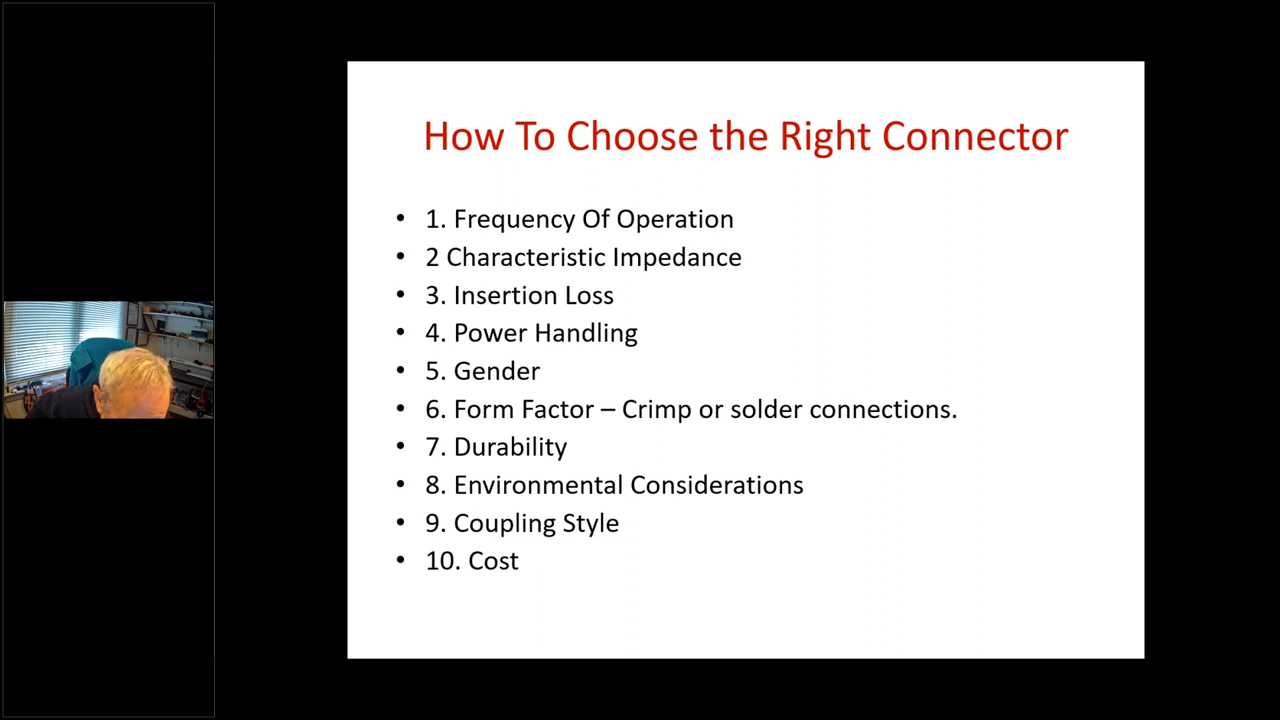 How To Choose the Right Connector
• 1. Frequency Of Operation
• 2 Characteristic Impedance
• 3. Insertion Loss
• 4. Power Handling
• 5. Gender
• 6. Form Factor – Crimp or solder connections.
• 7. Durability
• 8. Environmental Considerations
• 9. Coupling Style
• 10. Cost